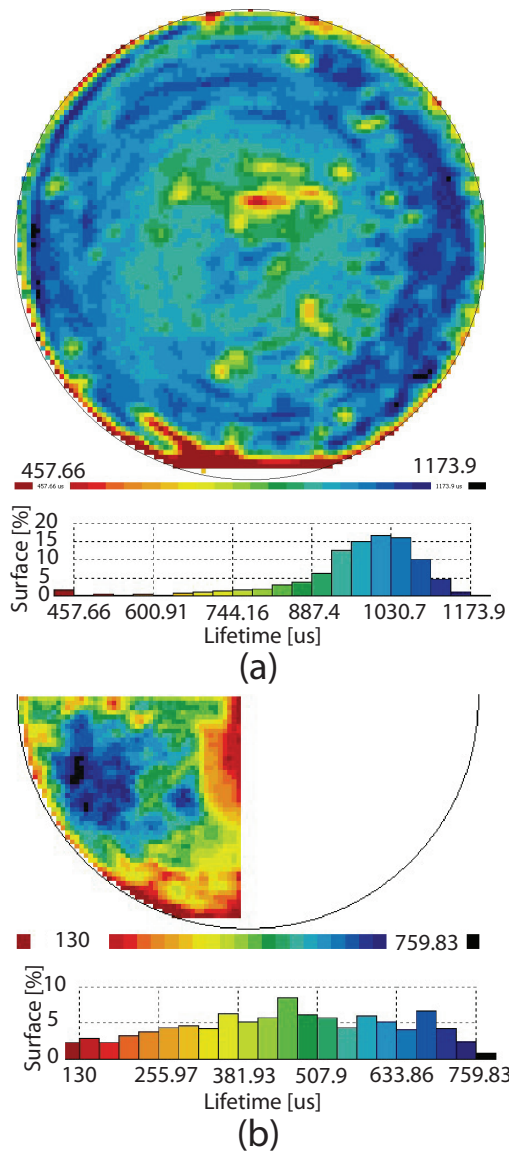 457.66 1173.9
457.66 us 1173.9 us
20
15
10
5
0
Surface [%]
457.66 600.91 744.16 887.4 1030.7 1173.9
Lifetime [us]
(a)
130 759.83
10
5
0
Surface [%]
130 255.97 381.93 507.9 633.86 759.83
Lifetime [us]
(b)